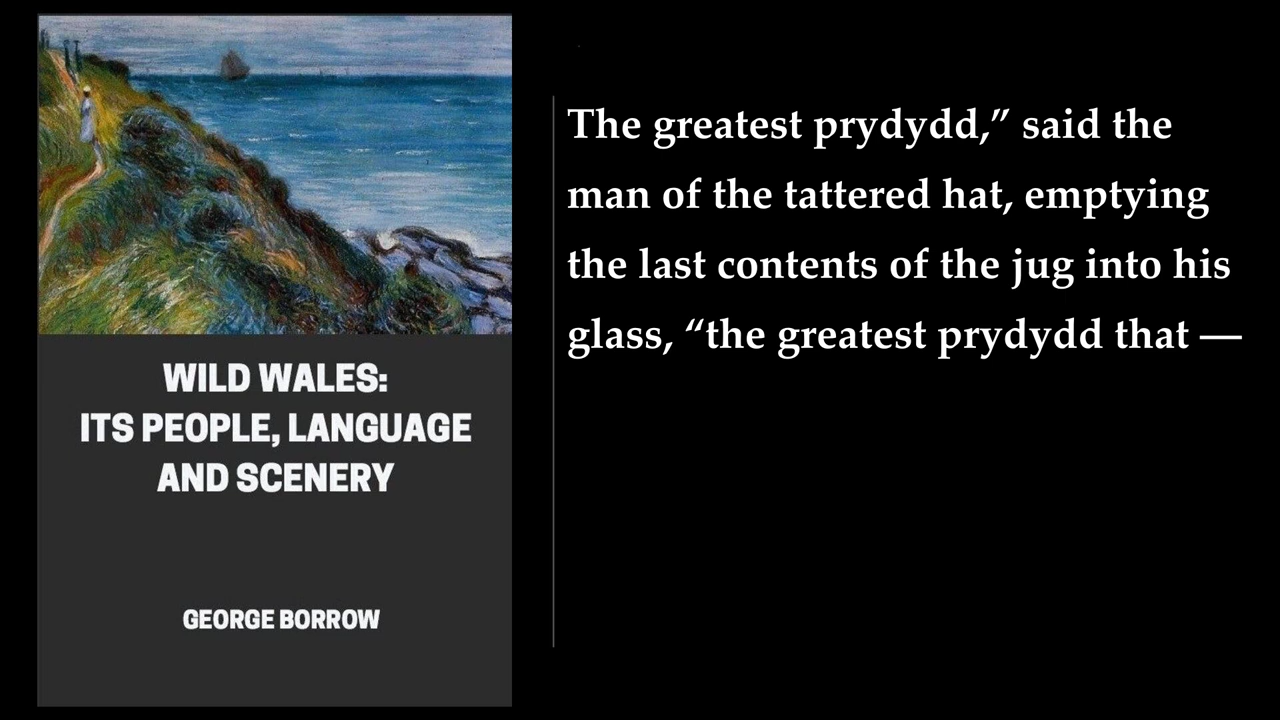 WILD WALES:
ITS PEOPLE, LANGUAGE
AND SCENERY
GEORGE BORROW
The greatest prydydd,” said the
man of the tattered hat, emptying
the last contents of the jug into his
glass, “the greatest prydydd that —